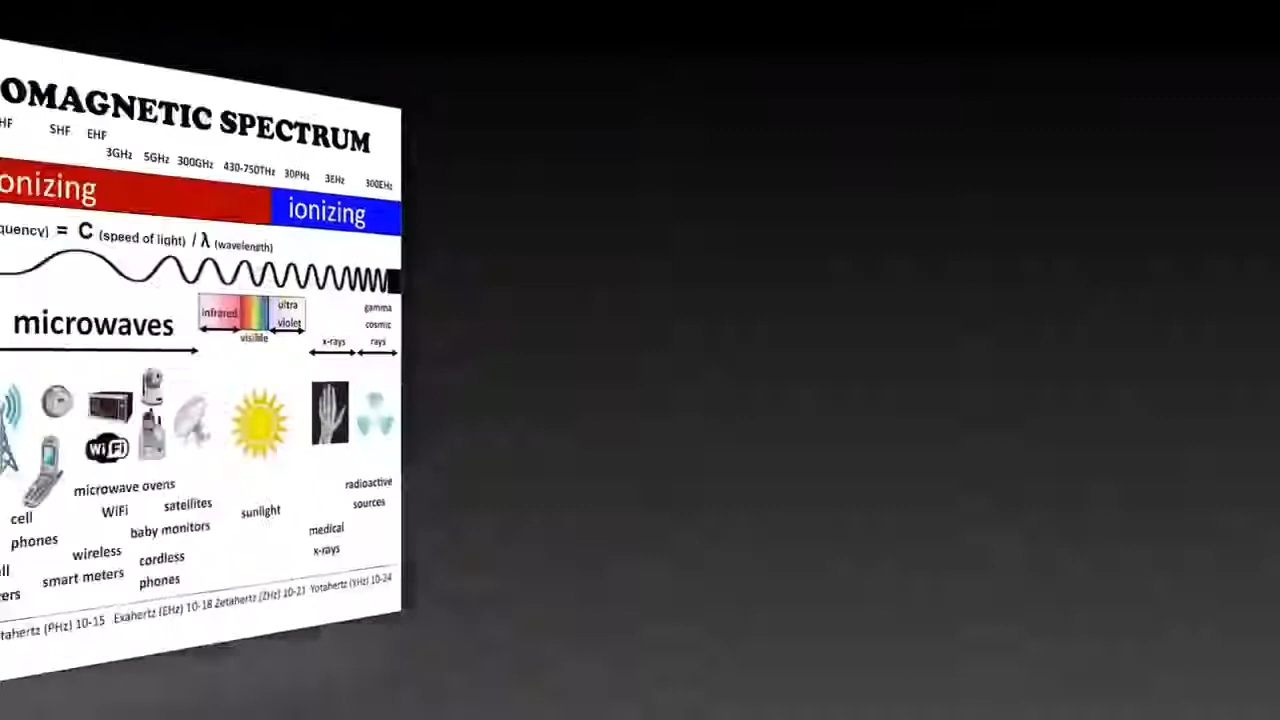 OMAGNETIC SPECTRUM
HF SHF EHF
3GHz 5GHz 300GHz 430-750THz 30PHz 3EHz 300EHz
onizing ionizing
quency) = C (speed of light) / λ (wavelength)
infrared ultra violet
visible
gamma
cosmic
rays
x-rays
microwaves
WiFi
microwave ovens
WiFi satellites
baby monitors
cell
phones
wireless
smart meters
cordless
phones
ll
ers
sunlight
medical
x-rays
radioactive
sources
tahertz (PHz) 10-15 Exahertz (EHz) 10-18 Zetahertz (ZHz) 10-21 Yotahertz (YHz) 10-24